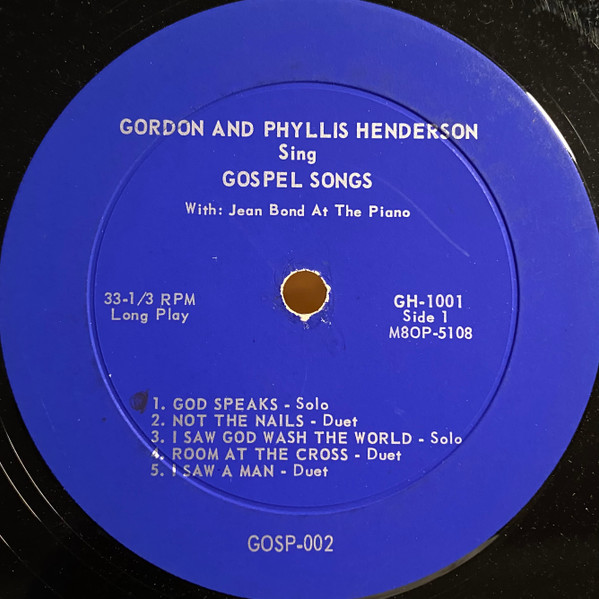 GORDON AND PHYLLIS HENDERSON
Sing
GOSPEL SONGS
With: Jean Bond At The Piano
33-1/3 RPM
Long Play
GH-1001
Side 1
M8OP-5108
1. GOD SPEAKS - Solo
2. NOT THE NAILS - Duet
3. I SAW GOD WASH THE WORLD - Solo
4. ROOM AT THE CROSS - Duet
5. I SAW A MAN - Duet
GOSP-002